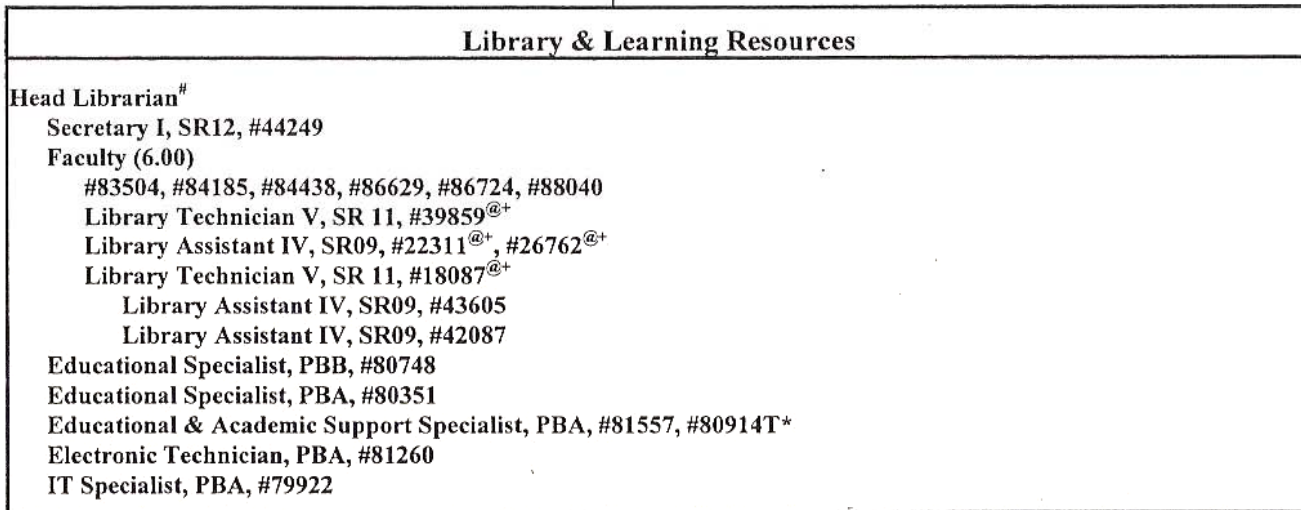 Library & Learning Resources
Head Librarian#
Secretary I, SR12, #44249
Faculty (6.00)
#83504, #84185, #84438, #86629, #86724, #88040
Library Technician V, SR 11, #39859@+
Library Assistant IV, SR09, #22311@+, #26762@+
Library Technician V, SR 11, #18087@+
Library Assistant IV, SR09, #43605
Library Assistant IV, SR09, #42087
Educational Specialist, PBB, #80748
Educational Specialist, PBA, #80351
Educational & Academic Support Specialist, PBA, #81557, #80914T*
Electronic Technician, PBA, #81260
IT Specialist, PBA, #79922